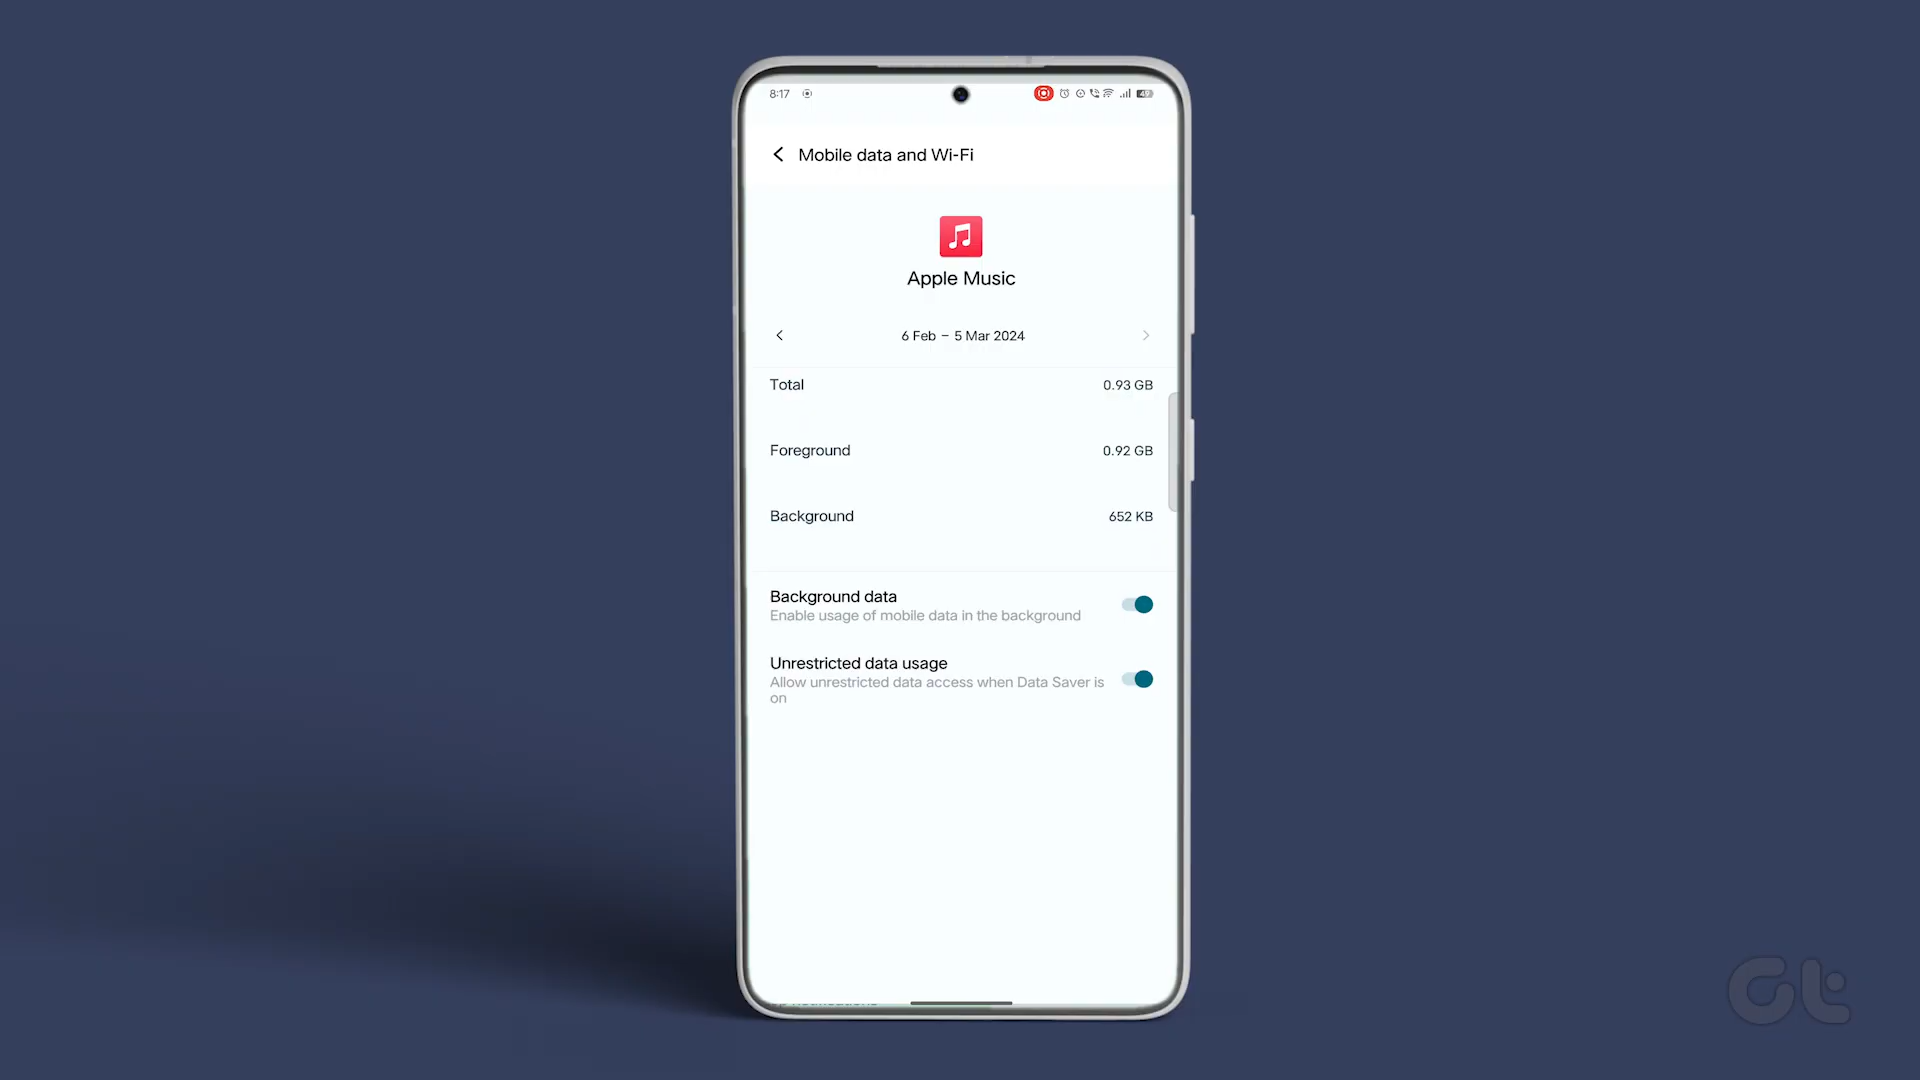 8:17
49
Mobile data and Wi-Fi
Apple Music
6 Feb – 5 Mar 2024
Total 0.93 GB
Foreground 0.92 GB
Background 652 KB
Background data
Enable usage of mobile data in the background
Unrestricted data usage
Allow unrestricted data access when Data Saver is
on
Gt